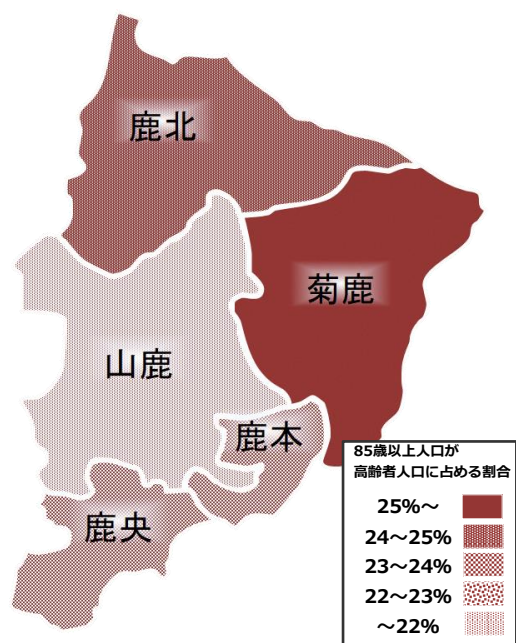 鹿北
菊鹿
山鹿
鹿本
鹿央
85歳以上人口が
高齢者人口に占める割合
25%～
24～25%
23～24%
22～23%
～22%